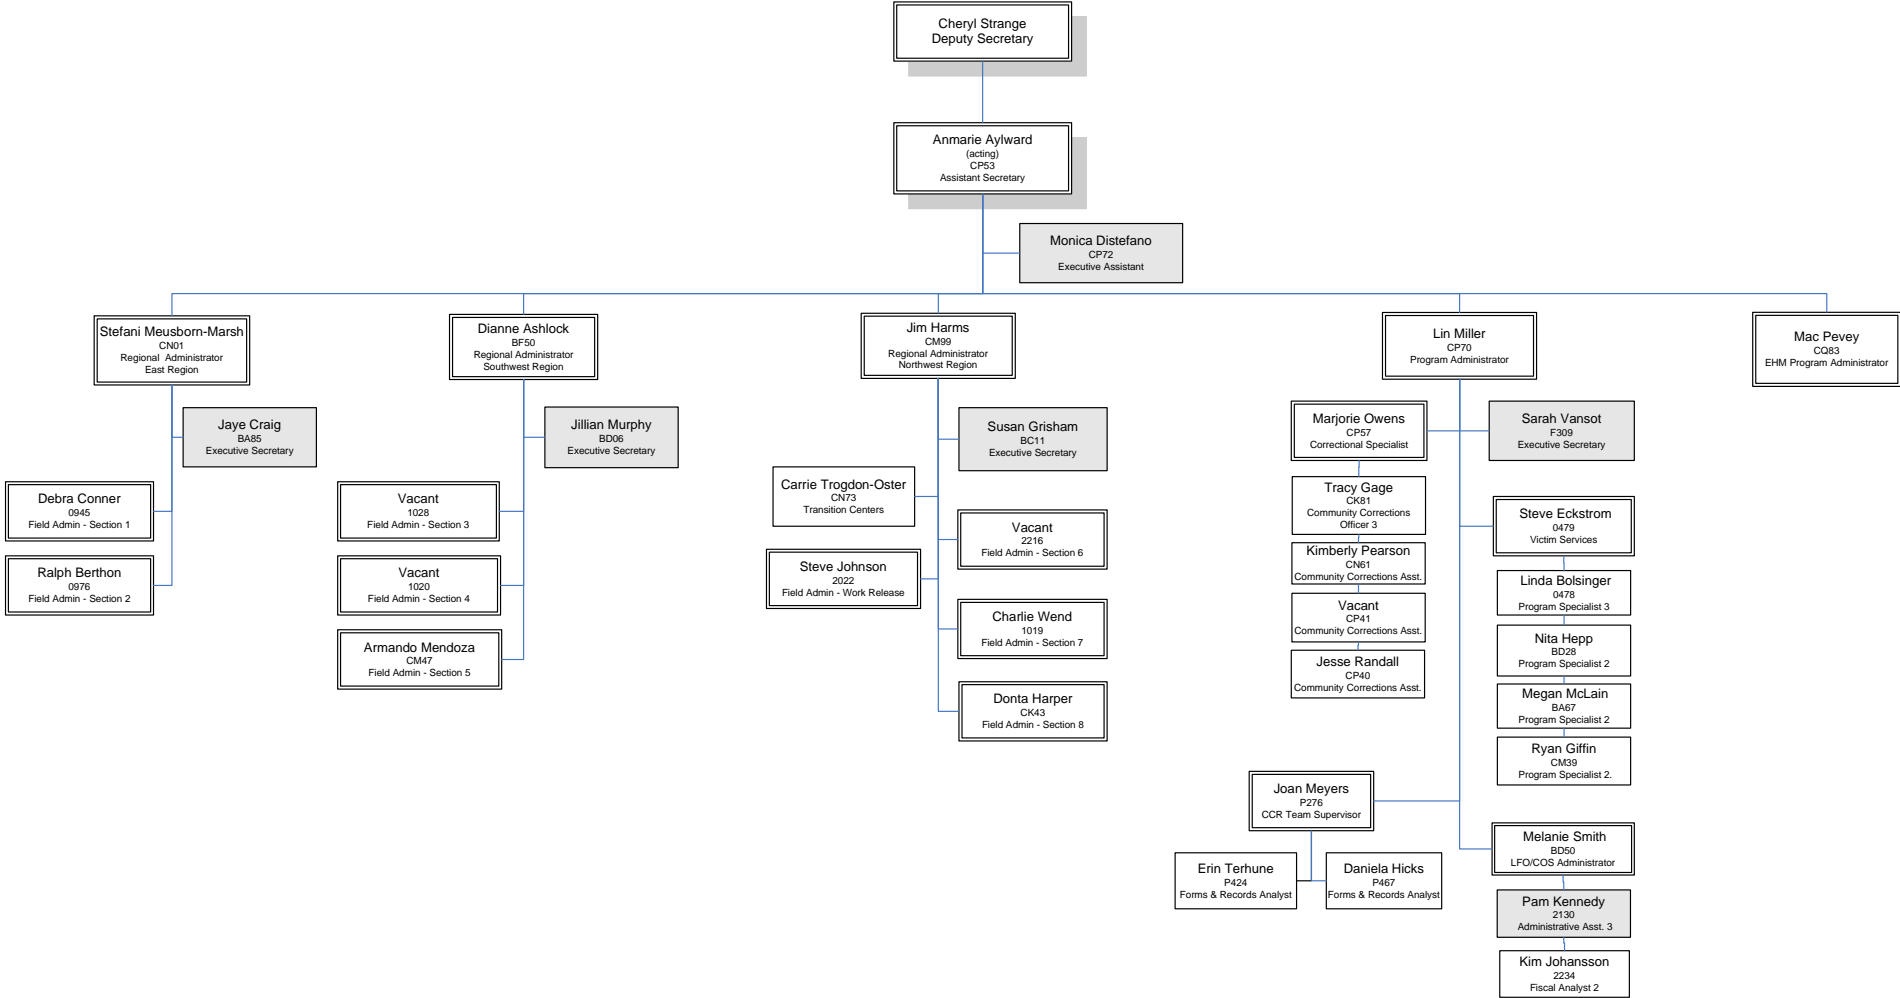 Cheryl Strange
Deputy Secretary
Anmarie Aylward
(acting)
CP53
Assistant Secretary
Monica Distefano
CP72
Executive Assistant
Stefani Meusborn-Marsh
CN01
Regional Administrator
East Region
Jaye Craig
BA85
Executive Secretary
Debra Conner
0945
Field Admin - Section 1
Ralph Berthon
0976
Field Admin - Section 2
Dianne Ashlock
BF50
Regional Administrator
Southwest Region
Jillian Murphy
BD06
Executive Secretary
Vacant
1028
Field Admin - Section 3
Vacant
1020
Field Admin - Section 4
Armando Mendoza
CM47
Field Admin - Section 5
Jim Harms
CM99
Regional Administrator
Northwest Region
Susan Grisham
BC11
Executive Secretary
Carrie Trogdon-Oster
CN73
Transition Centers
Vacant
2216
Field Admin - Section 6
Steve Johnson
2022
Field Admin - Work Release
Charlie Wend
1019
Field Admin - Section 7
Donta Harper
CK43
Field Admin - Section 8
Lin Miller
CP70
Program Administrator
Marjorie Owens
CP57
Correctional Specialist
Sarah Vansot
F309
Executive Secretary
Tracy Gage
CK81
Community Corrections
Officer 3
Kimberly Pearson
CN61
Community Corrections Asst.
Vacant
CP41
Community Corrections Asst.
Jesse Randall
CP40
Community Corrections Asst.
Steve Eckstrom
0479
Victim Services
Linda Bolsinger
0478
Program Specialist 3
Nita Hepp
BD28
Program Specialist 2
Megan McLain
BA67
Program Specialist 2
Ryan Giffin
CM39
Program Specialist 2.
Joan Meyers
P276
CCR Team Supervisor
Erin Terhune
P424
Forms & Records Analyst
Daniela Hicks
P467
Forms & Records Analyst
Melanie Smith
BD50
LFO/COS Administrator
Pam Kennedy
2130
Administrative Asst. 3
Kim Johansson
2234
Fiscal Analyst 2
Mac Pevey
CQ83
EHM Program Administrator